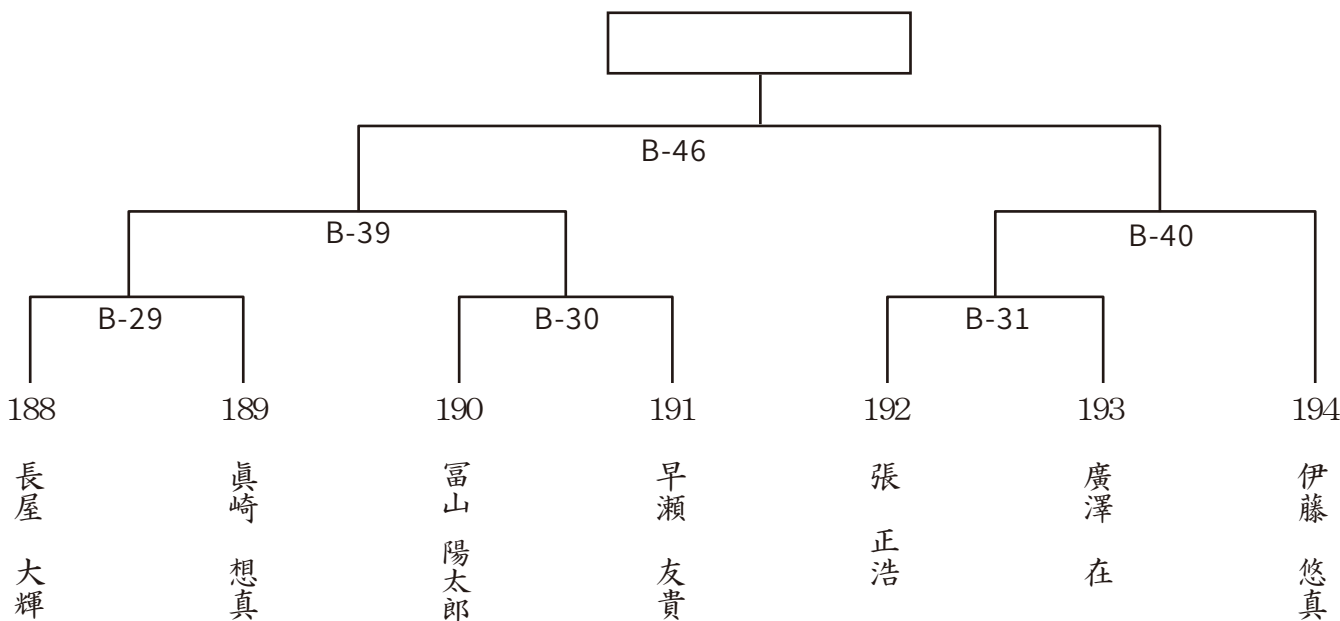 B-46
B-39
B-40
B-29
B-30
B-31
188
189
190
191
192
193
194
長屋 大輝
眞崎 想真
冨山 陽太郎
早瀬 友貴
張 正浩
廣澤 在
伊藤 悠真